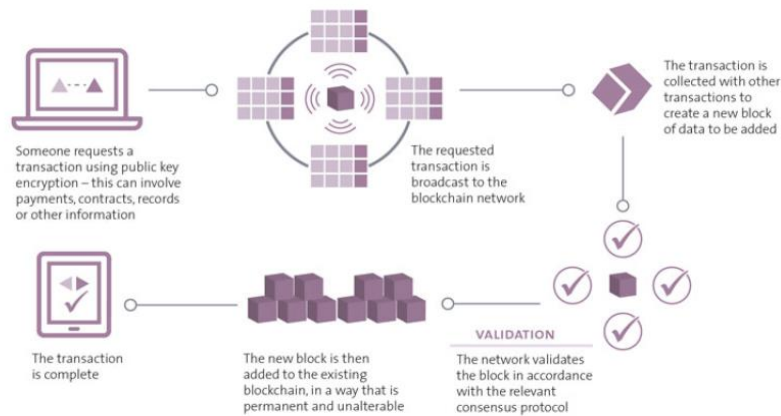 Someone requests a
transaction using public key
encryption – this can involve
payments, contracts, records
or other information
The requested
transaction is
broadcast to the
blockchain network
The transaction is
collected with other
transactions to
create a new block
of data to be added
VALIDATION
The network validates
the block in accordance
with the relevant
consensus protocol
The new block is then
added to the existing
blockchain, in a way that is
permanent and unalterable
The transaction
is complete